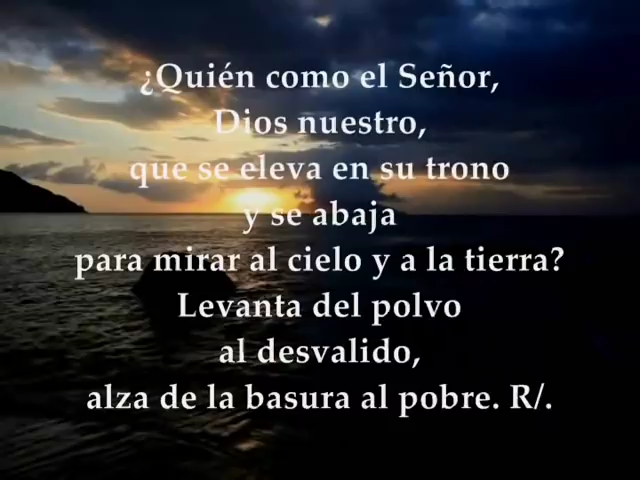 ¿Quién como el Señor,
Dios nuestro,
que se eleva en su trono
y se abaja
para mirar al cielo y a la tierra?
Levanta del polvo
al desvalido,
alza de la basura al pobre. R/.